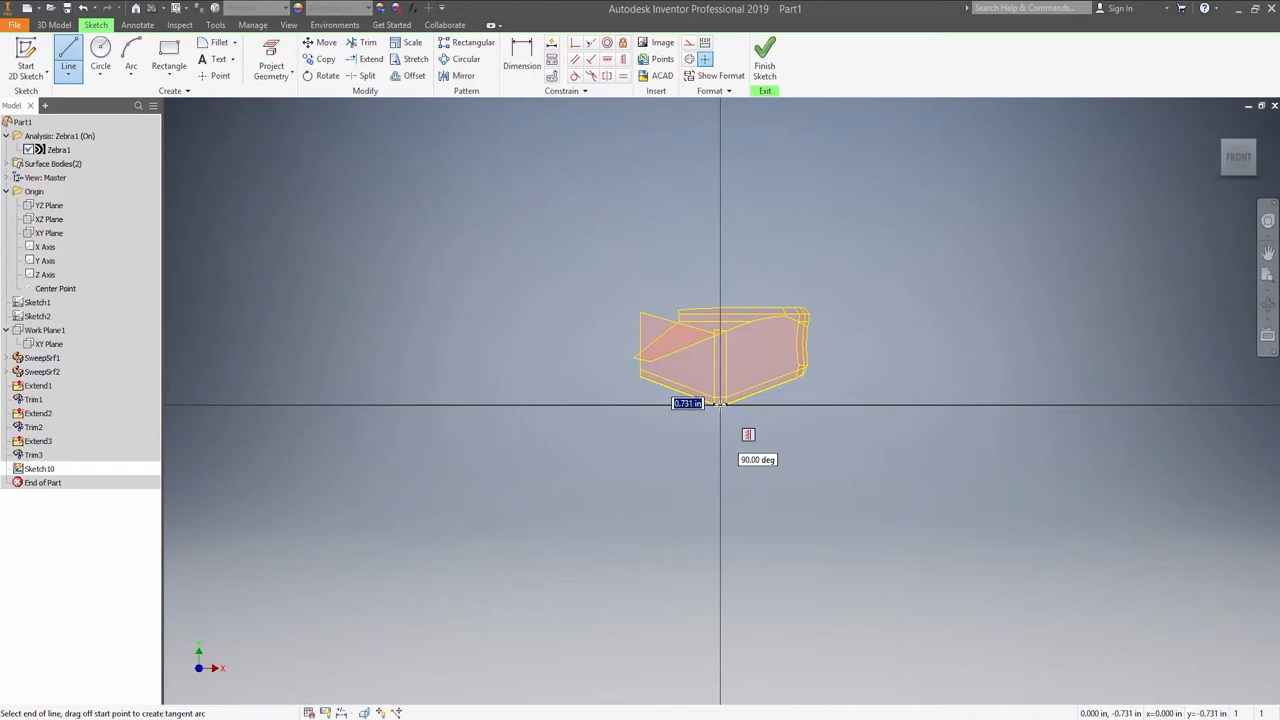 Autodesk Inventor Professional 2019 Part1
Search Help & Commands...
Sign In
File
3D Model
Sketch
Annotate
Inspect
Tools
Manage
View
Environments
Get Started
Collaborate
Start
2D Sketch
Line
Circle
Arc
Rectangle
Fillet
Text
Point
Project
Geometry
Move
Copy
Rotate
Trim
Extend
Split
Scale
Stretch
Offset
Rectangular
Circular
Mirror
Dimension
Image
Points
ACAD
Show Format
Finish
Sketch
Sketch
Create
Modify
Pattern
Constrain
Insert
Format
Exit
Model
Part1
Analysis: Zebra1 (On)
Zebra1
Surface Bodies(2)
View: Master
Origin
YZ Plane
XZ Plane
XY Plane
X Axis
Y Axis
Z Axis
Center Point
Sketch1
Sketch2
Work Plane1
XY Plane
SweepSrf1
SweepSrf2
Extend1
Trim1
Extend2
Trim2
Extend3
Trim3
Sketch10
End of Part
FRONT
0.731 in
90.00 deg
Y
X
Select end of line, drag off start point to create tangent arc
0.000 in, -0.731 in x=0.000 in y=-0.731 in 1 1